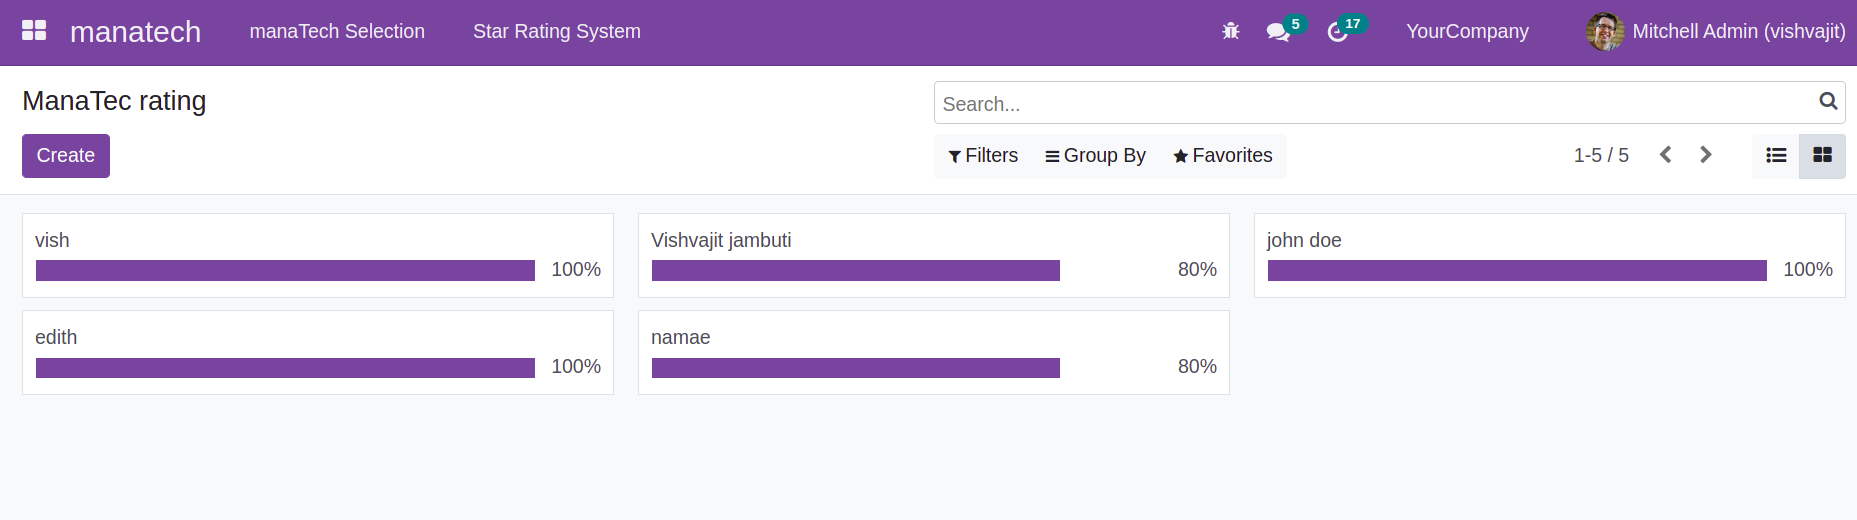 manatech manaTech Selection Star Rating System 5 17 YourCompany Mitchell Admin (vishvajit)
ManaTec rating
Search...
Create
Filters Group By Favorites 1-5 / 5
vish
100%
Vishvajit jambuti
80%
john doe
100%
edith
100%
namae
80%